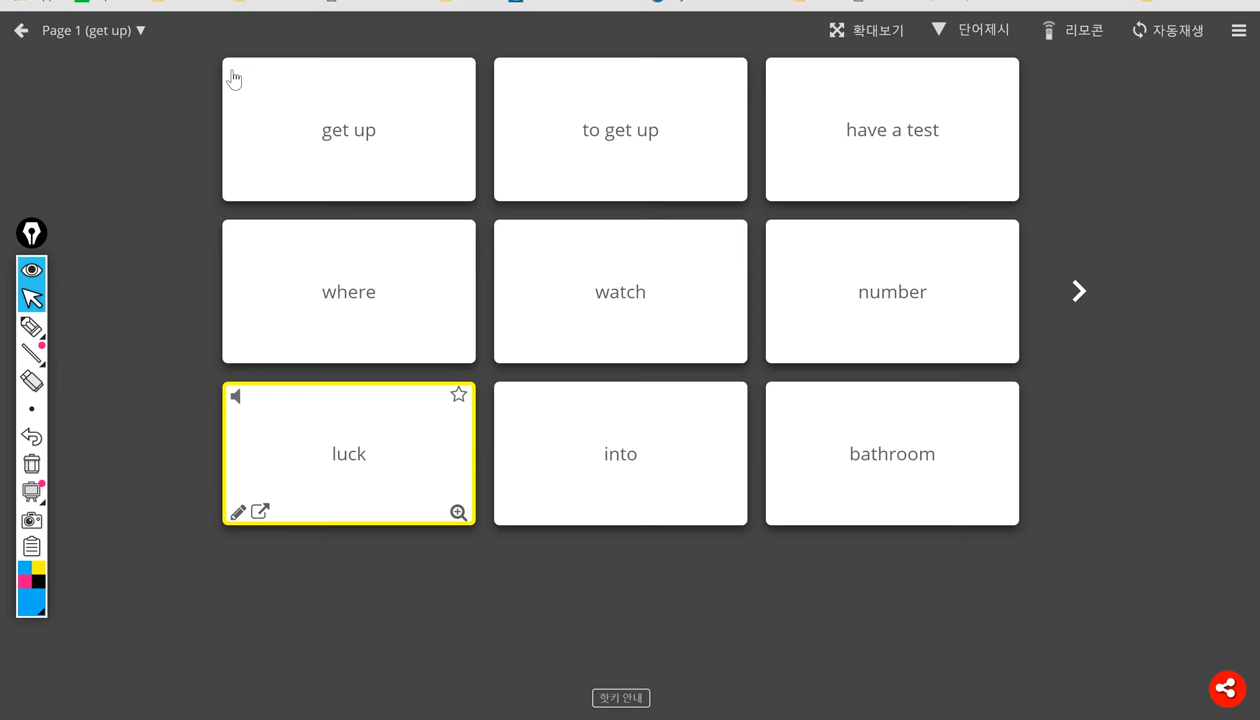 Page 1 (get up) ▼
확대보기
단어제시
리모콘
자동재생
get up
to get up
have a test
where
watch
number
luck
into
bathroom
핫키 안내